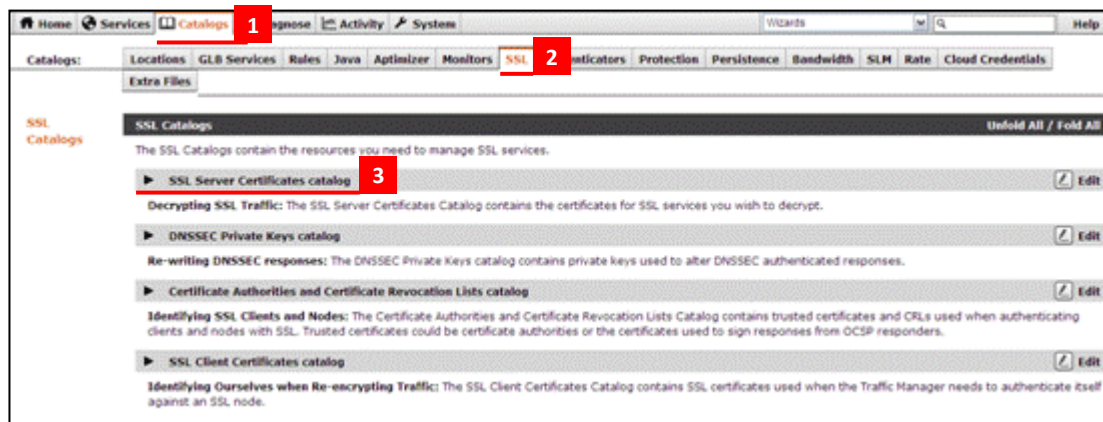 Home Services Catalogs 1 agnose Activity System Wizards Help
Catalogs: Locations GLB Services Rules Java Aptimizer Monitors SSL 2 enticators Protection Persistence Bandwidth SLM Rate Cloud Credentials
Extra Files
SSL Catalogs
SSL Catalogs Unfold All / Fold All
The SSL Catalogs contain the resources you need to manage SSL services.
SSL Server Certificates catalog 3 Edit
Decrypting SSL Traffic: The SSL Server Certificates Catalog contains the certificates for SSL services you wish to decrypt.
DNSSEC Private Keys catalog Edit
Re-writing DNSSEC responses: The DNSSEC Private Keys catalog contains private keys used to alter DNSSEC authenticated responses.
Certificate Authorities and Certificate Revocation Lists catalog Edit
Identifying SSL Clients and Nodes: The Certificate Authorities and Certificate Revocation Lists Catalog contains trusted certificates and CRLs used when authenticating
clients and nodes with SSL. Trusted certificates could be certificate authorities or the certificates used to sign responses from OCSP responders.
SSL Client Certificates catalog Edit
Identifying Ourselves when Re-encrypting Traffic: The SSL Client Certificates Catalog contains SSL certificates used when the Traffic Manager needs to authenticate itself
against an SSL node.